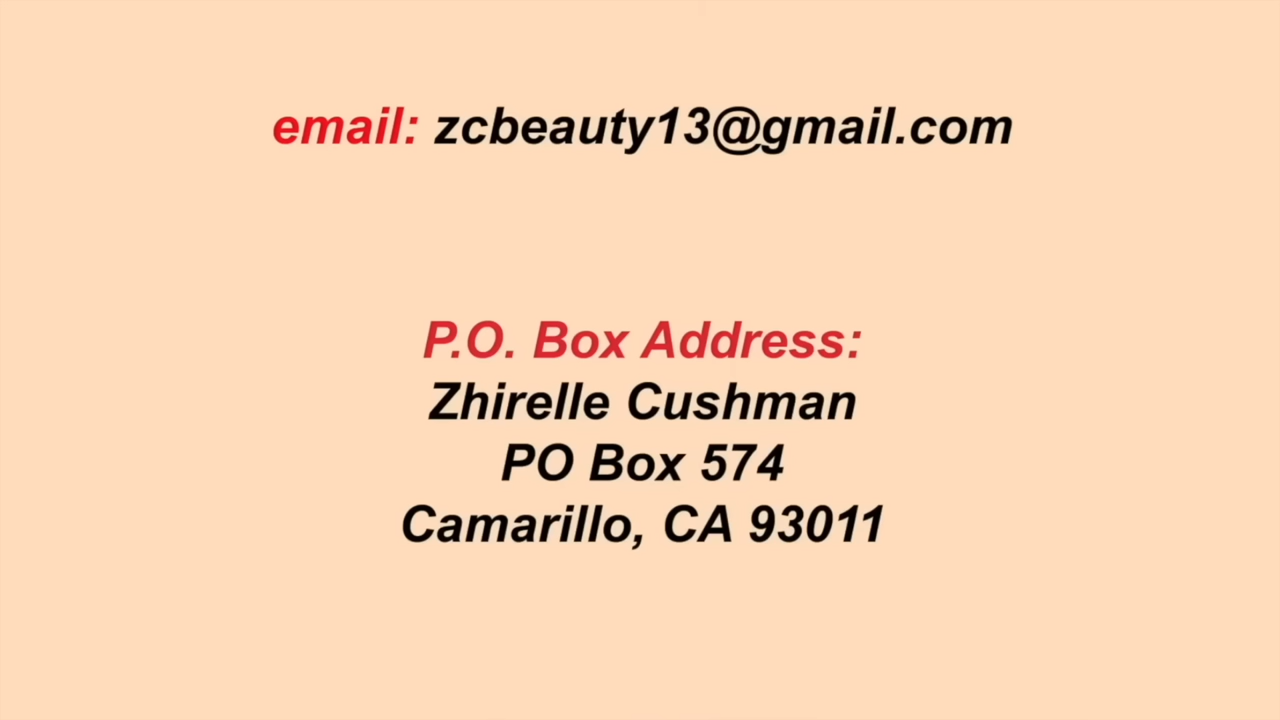 email: zcbeauty13@gmail.com
P.O. Box Address:
Zhirelle Cushman
PO Box 574
Camarillo, CA 93011